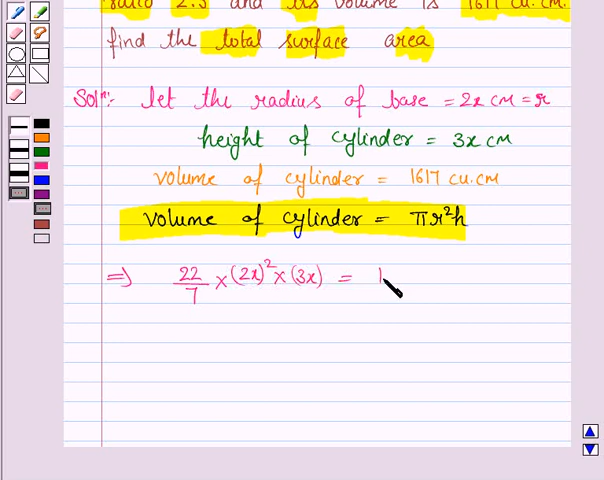 ratio 2:3 and its volume is 1617 cu.cm.
find the total surface area
Solⁿ:- let the radius of base = 2x cm = r
height of cylinder = 3x cm
volume of cylinder = 1617 cu.cm
volume of cylinder = πr²h
⇒ 22/7 × (2x)² × (3x) = 1